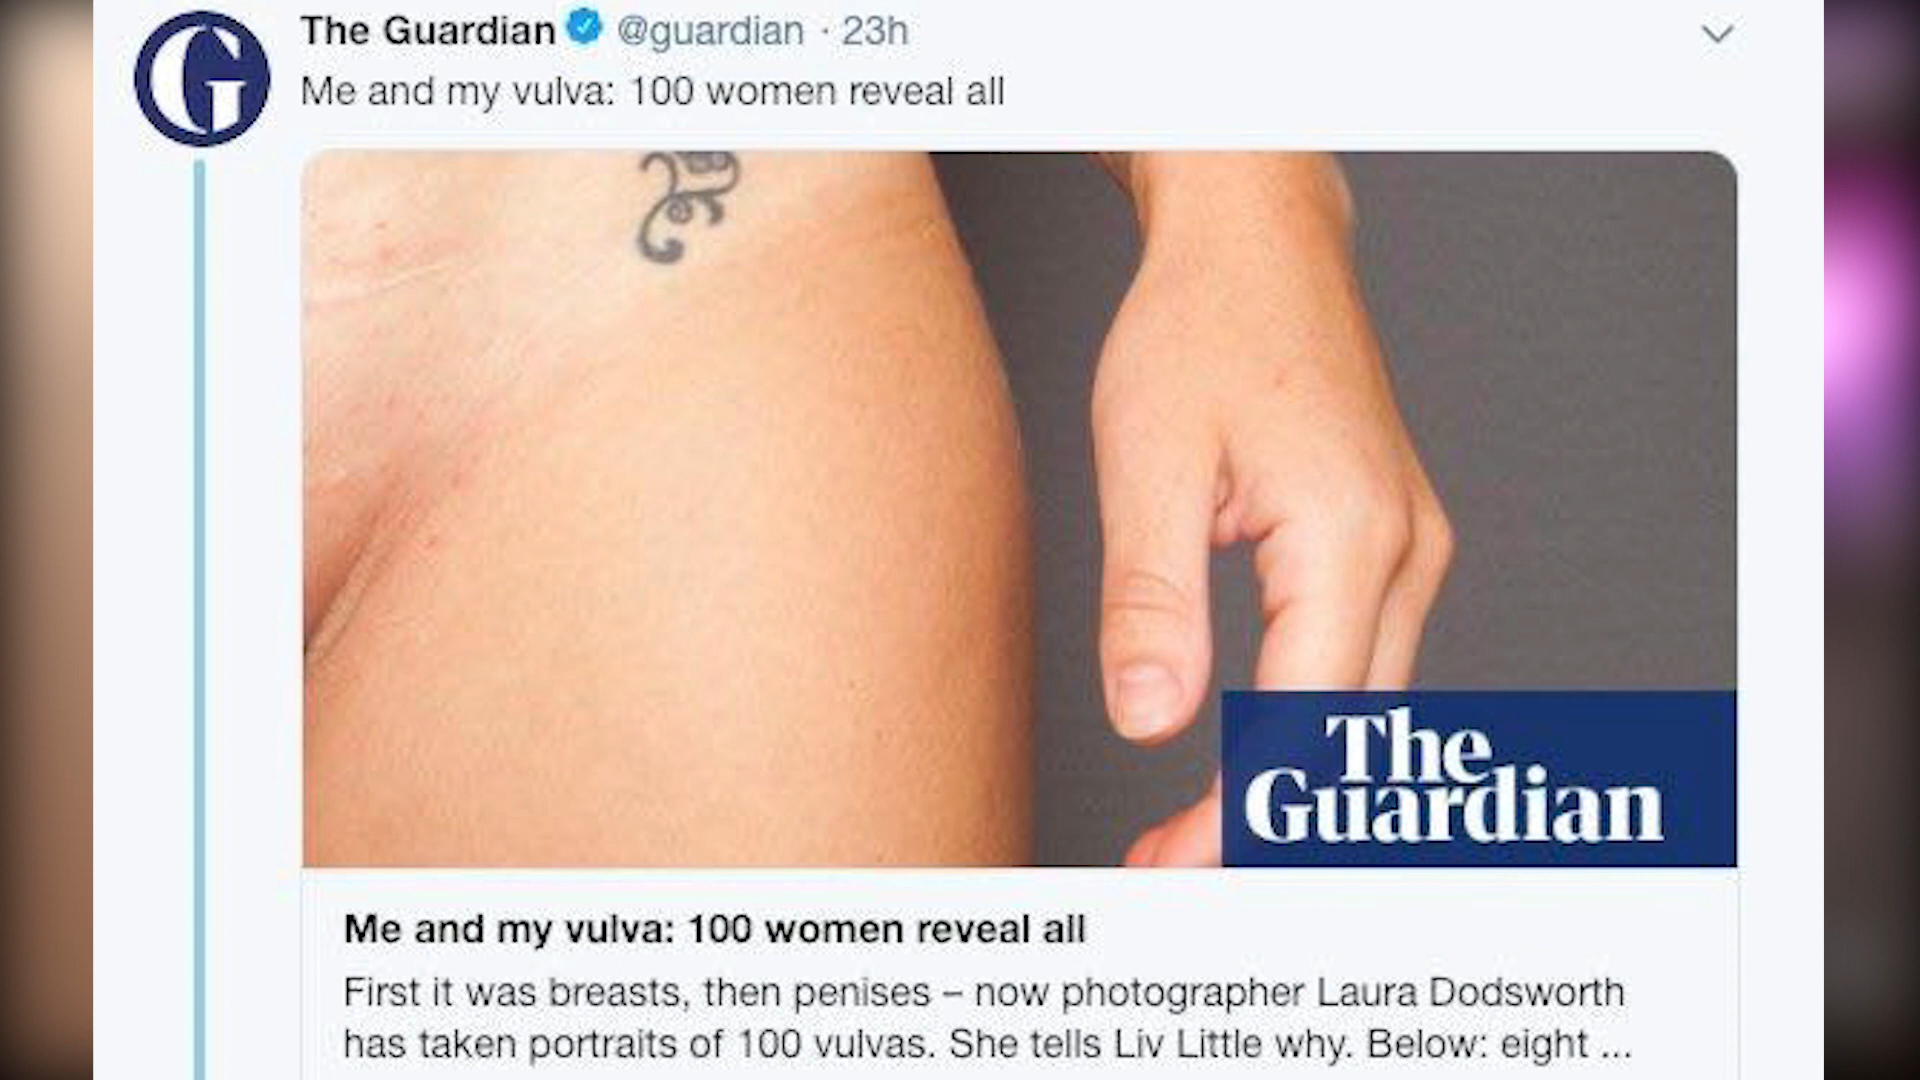 The Guardian @guardian · 23h
Me and my vulva: 100 women reveal all
The
Guardian
Me and my vulva: 100 women reveal all
First it was breasts, then penises – now photographer Laura Dodsworth
has taken portraits of 100 vulvas. She tells Liv Little why. Below: eight ...